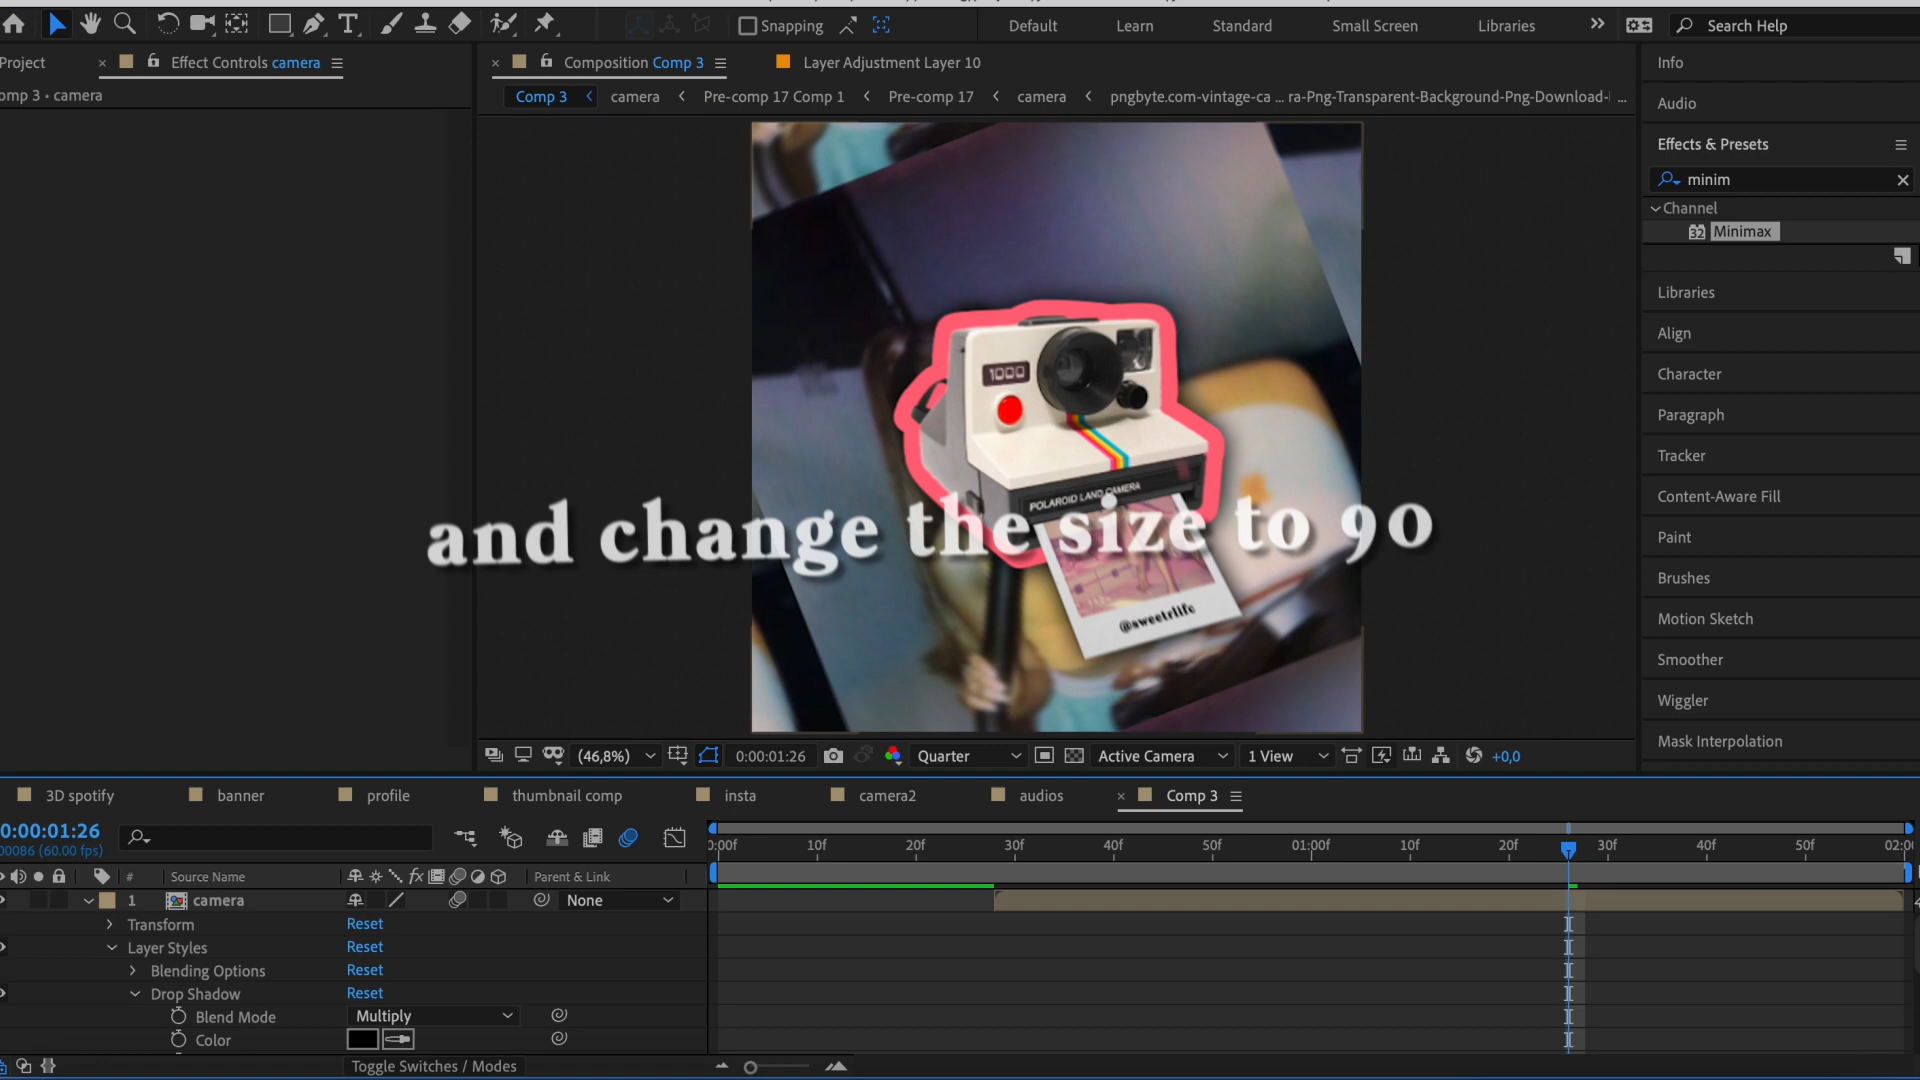 Snapping
Default
Learn
Standard
Small Screen
Libraries
Search Help
Project
Effect Controls camera
Composition Comp 3
Layer Adjustment Layer 10
Info
omp 3 • camera
Comp 3
camera
Pre-comp 17 Comp 1
Pre-comp 17
camera
pngbyte.com-vintage-ca ... ra-Png-Transparent-Background-Png-Download- ...
Audio
Effects & Presets
minim
Channel
32 Minimax
Libraries
Align
Character
Paragraph
Tracker
Content-Aware Fill
Paint
Brushes
Motion Sketch
Smoother
Wiggler
Mask Interpolation
1000
POLAROID LAND CAMERA
and change the size to 90
@sweetrlife
(46,8%)
0:00:01:26
Quarter
Active Camera
1 View
+0,0
3D spotify
banner
profile
thumbnail comp
insta
camera2
audios
Comp 3
0:00:01:26
00086 (60.00 fps)
0:00f
10f
20f
30f
40f
50f
01:00f
10f
20f
30f
40f
50f
02:00
#
Source Name
fx
Parent & Link
1
camera
None
Transform
Reset
Layer Styles
Reset
Blending Options
Reset
Drop Shadow
Reset
Blend Mode
Multiply
Color
Toggle Switches / Modes